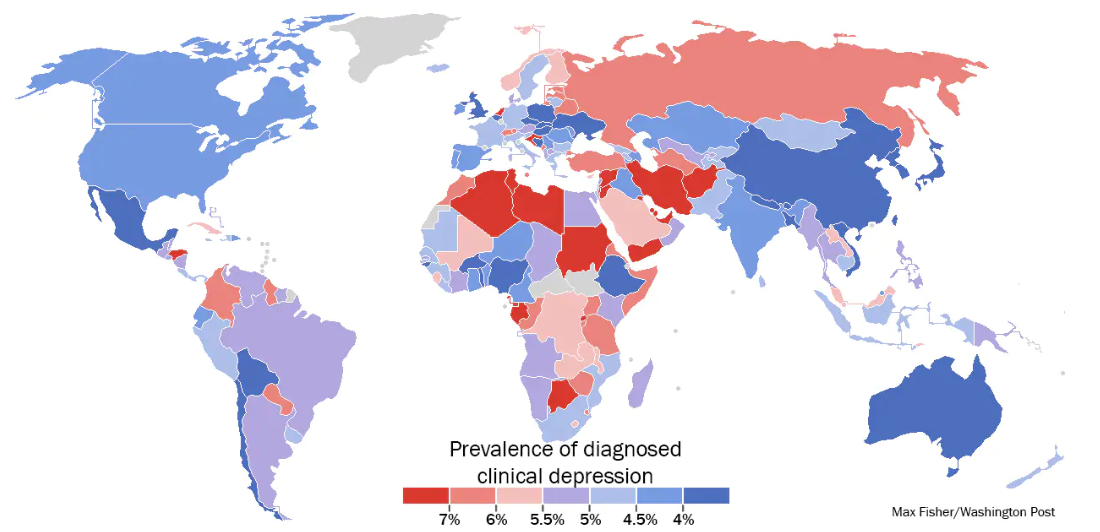 Prevalence of diagnosed
clinical depression
7% 6% 5.5% 5% 4.5% 4%
Max Fisher/Washington Post